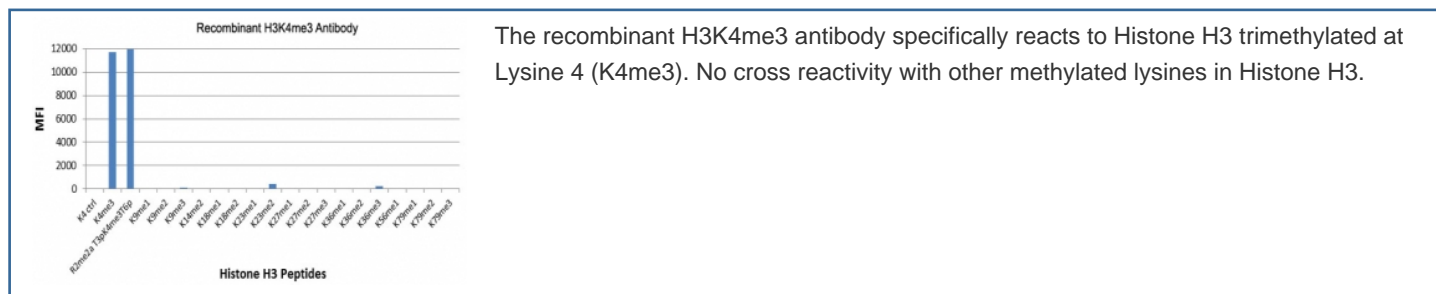 Recombinant H3K4me3 Antibody
The recombinant H3K4me3 antibody specifically reacts to Histone H3 trimethylated at
Lysine 4 (K4me3). No cross reactivity with other methylated lysines in Histone H3.
MFI
12000
10000
8000
6000
4000
2000
0
K4 ctrl
K4me3
R2me2a T3pK4me3T6p
K9me1
K9me2
K9me3
K14me2
K18me1
K18me2
K23me1
K23me2
K27me1
K27me2
K27me3
K36me1
K36me2
K36me3
K56me1
K79me1
K79me2
K79me3
Histone H3 Peptides